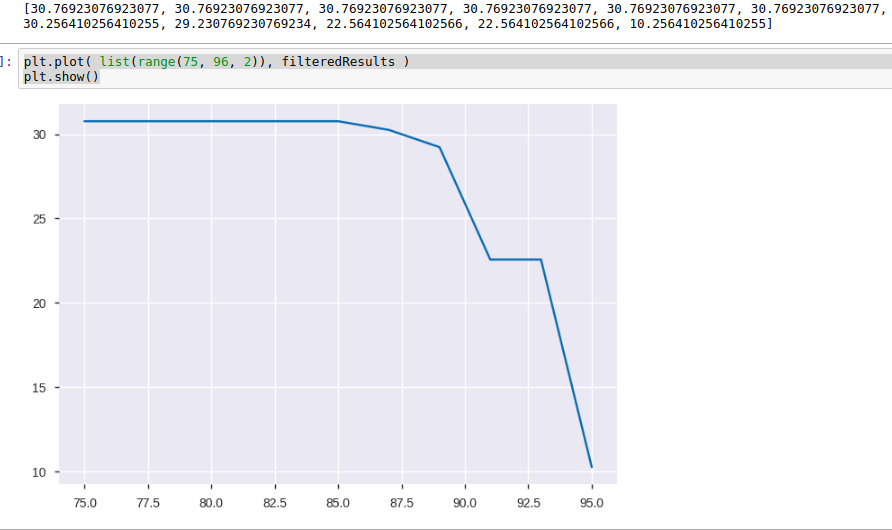 [30.76923076923077, 30.76923076923077, 30.76923076923077, 30.76923076923077, 30.76923076923077, 30.76923076923077,
30.256410256410255, 29.230769230769234, 22.564102564102566, 22.564102564102566, 10.256410256410255]
]: plt.plot( list(range(75, 96, 2)), filteredResults )
plt.show()
30
25
20
15
10
75.0 77.5 80.0 82.5 85.0 87.5 90.0 92.5 95.0